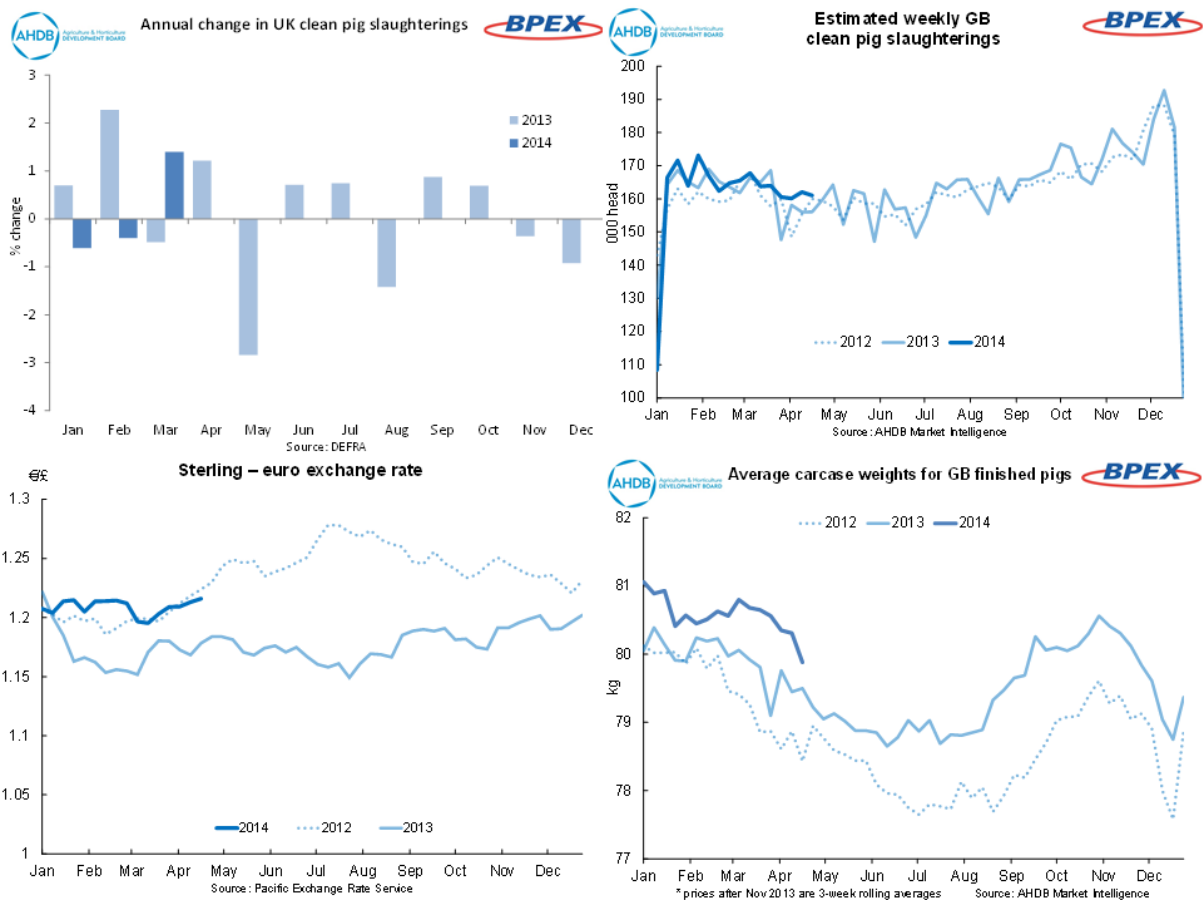 AHDB
Agriculture & Horticulture
DEVELOPMENT BOARD
Annual change in UK clean pig slaughterings
BPEX
3
2
1
0
-1
-2
-3
-4
% change
2013
2014
Jan Feb Mar Apr May Jun Jul Aug Sep Oct Nov Dec
Source: DEFRA
AHDB
Agriculture & Horticulture
DEVELOPMENT BOARD
Estimated weekly GB
clean pig slaughterings
BPEX
200
190
180
170
160
150
140
130
120
110
100
000 head
2012 2013 2014
Jan Feb Mar Apr May Jun Jul Aug Sep Oct Nov Dec
Source: AHDB Market Intelligence
€/£
Sterling – euro exchange rate
1.3
1.25
1.2
1.15
1.1
1.05
1
2014 2012 2013
Jan Feb Mar Apr May Jun Jul Aug Sep Oct Nov Dec
Source: Pacific Exchange Rate Service
AHDB
Agriculture & Horticulture
DEVELOPMENT BOARD
Average carcase weights for GB finished pigs
BPEX
82
81
80
79
78
77
kg
2012 2013 2014
Jan Feb Mar Apr May Jun Jul Aug Sep Oct Nov Dec
* prices after Nov 2013 are 3-week rolling averages Source: AHDB Market Intelligence